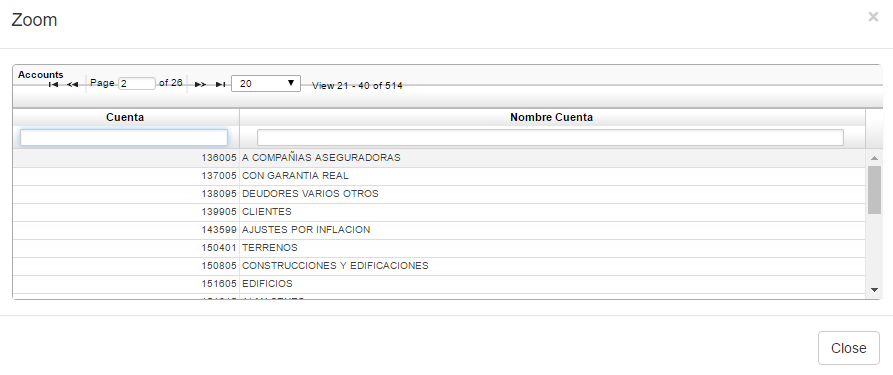 Zoom
×
Accounts
Page 2 of 26 20 View 21 - 40 of 514
Cuenta Nombre Cuenta
136005 A COMPAÑIAS ASEGURADORAS
137005 CON GARANTIA REAL
138095 DEUDORES VARIOS OTROS
139905 CLIENTES
143599 AJUSTES POR INFLACION
150401 TERRENOS
150805 CONSTRUCCIONES Y EDIFICACIONES
151605 EDIFICIOS
Close